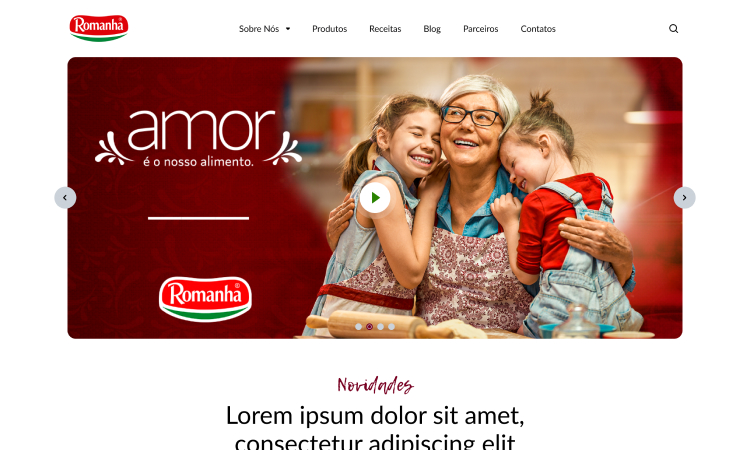 Romanha®
Sobre Nós
Produtos
Receitas
Blog
Parceiros
Contatos
amor
é o nosso alimento.
Romanha®
Novidades
Lorem ipsum dolor sit amet,
consectetur adipiscing elit